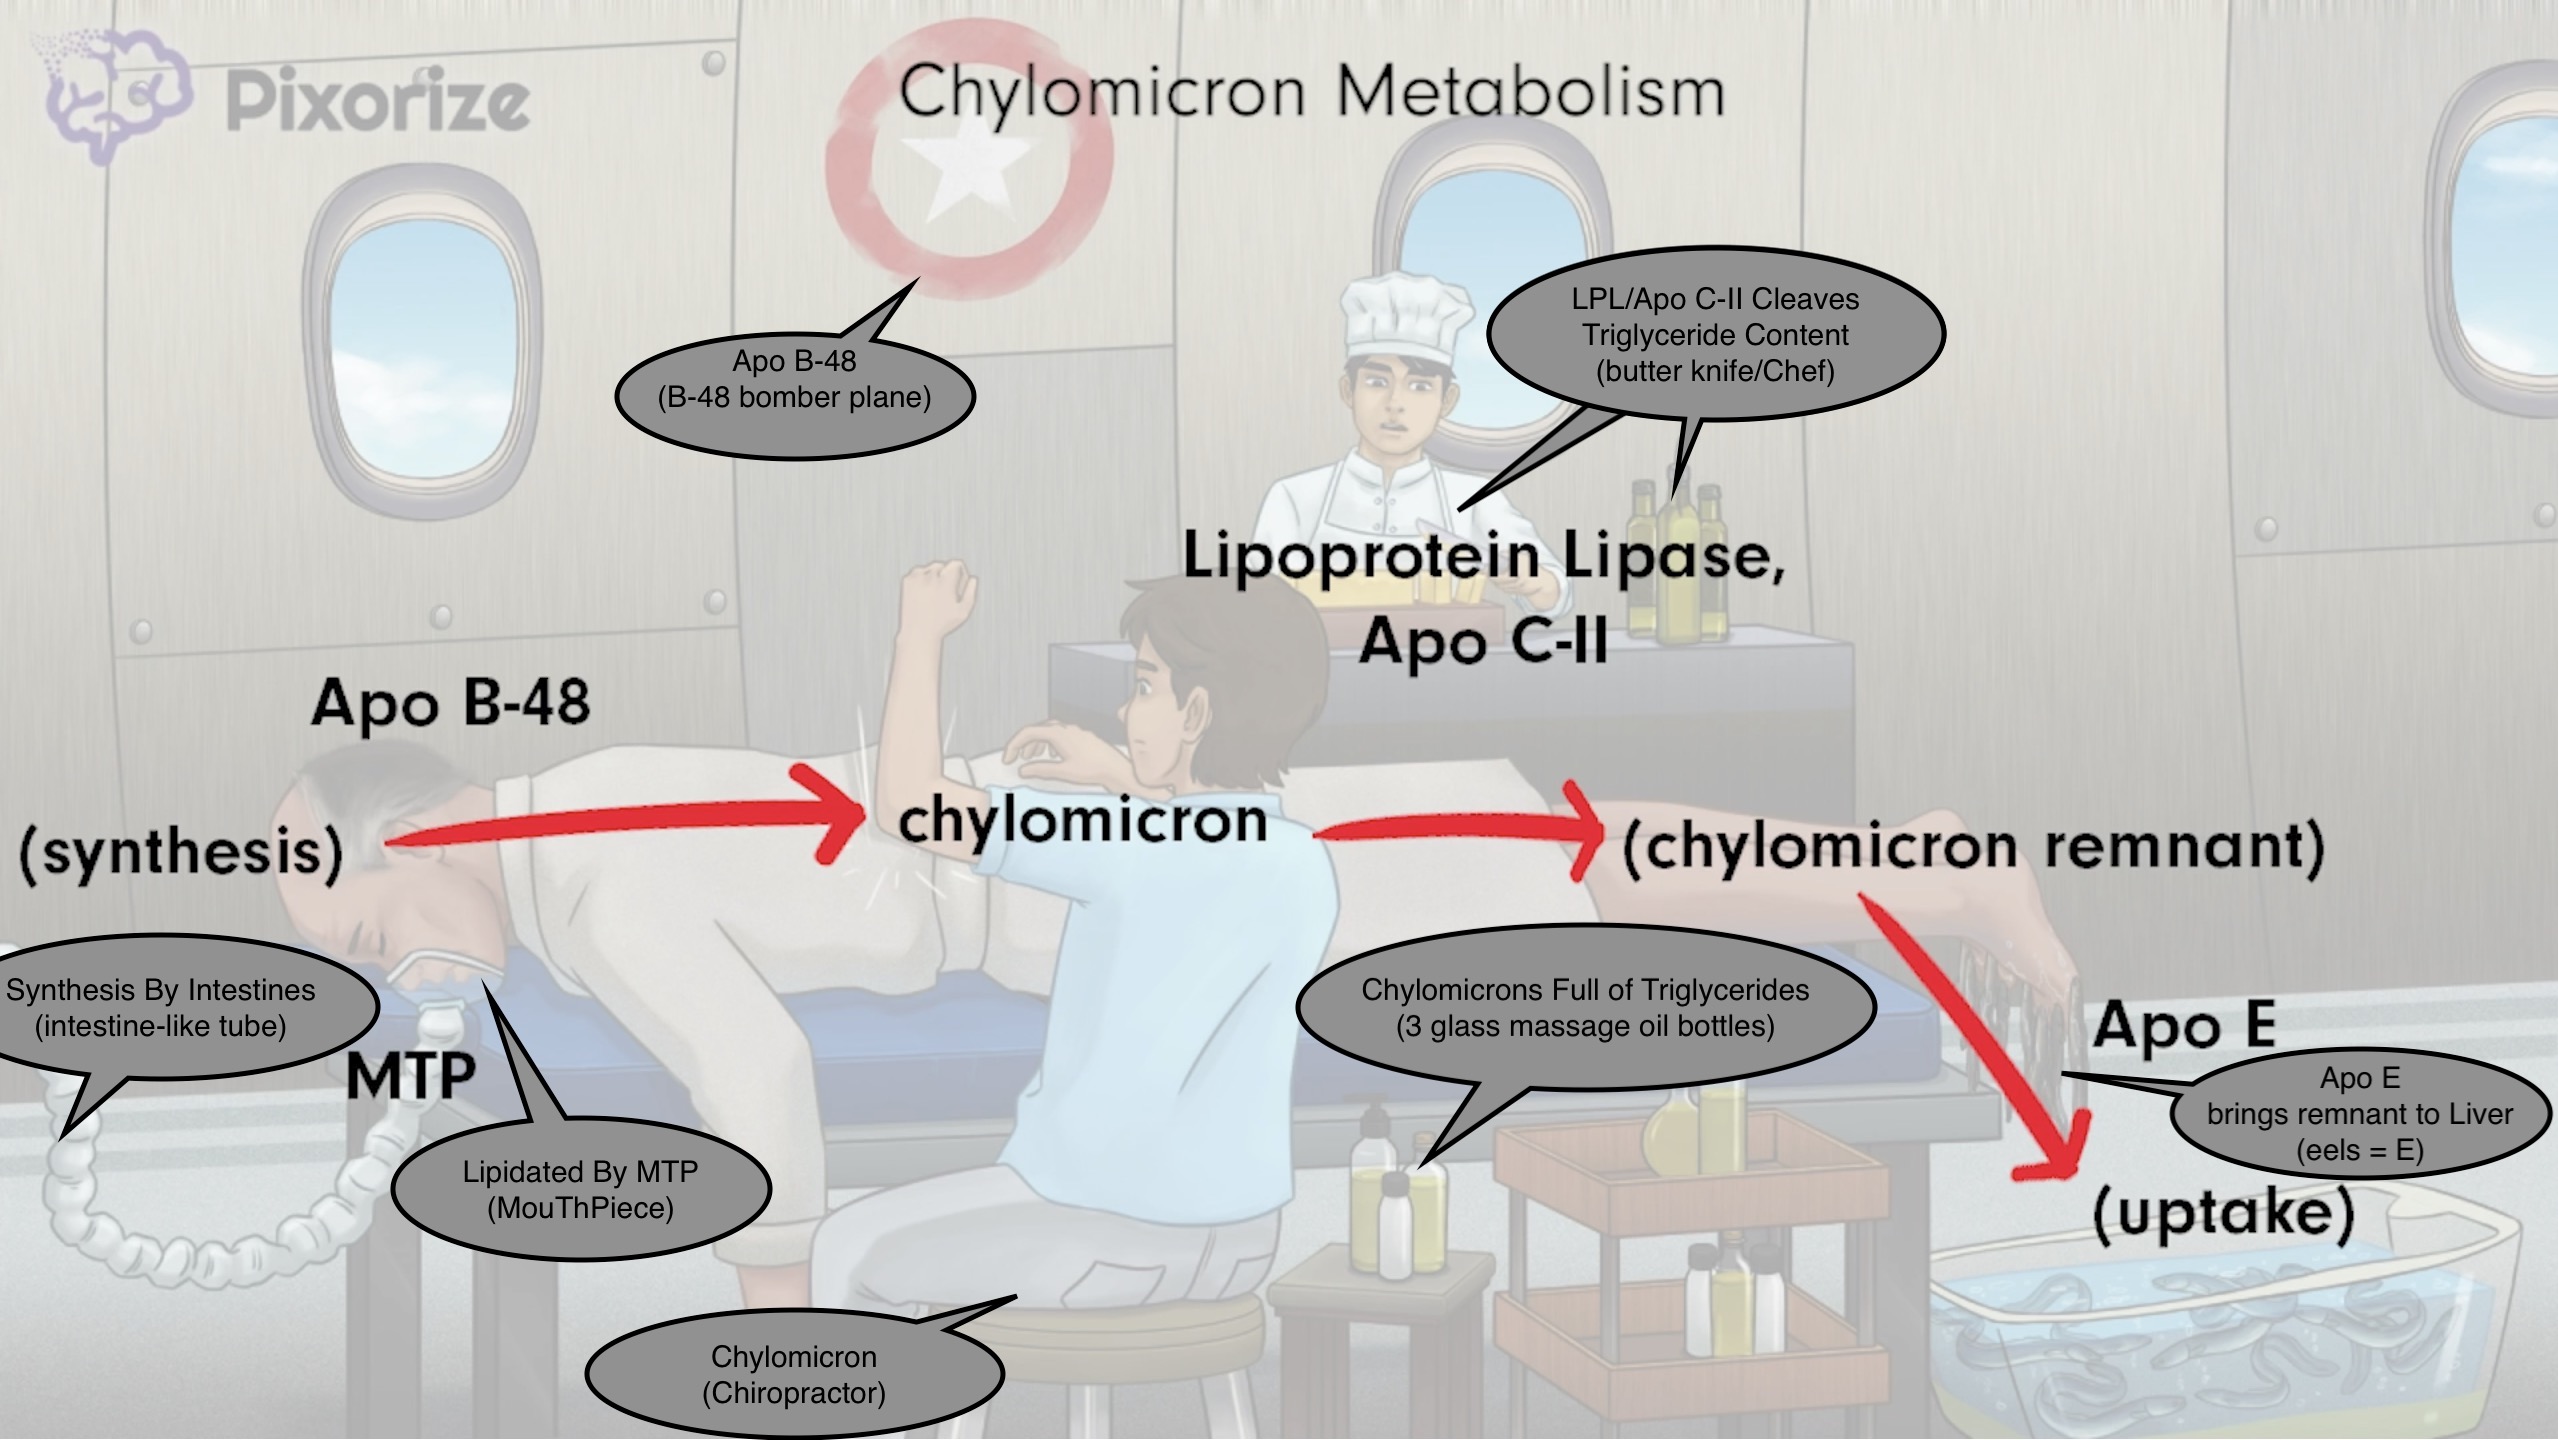 Pixorize
Chylomicron Metabolism
LPL/Apo C-II Cleaves
Triglyceride Content
(butter knife/Chef)
Apo B-48
(B-48 bomber plane)
Lipoprotein Lipase,
Apo C-II
Apo B-48
(synthesis)
chylomicron
(chylomicron remnant)
Synthesis By Intestines
(intestine-like tube)
MTP
Chylomicrons Full of Triglycerides
(3 glass massage oil bottles)
Apo E
Apo E
brings remnant to Liver
(eels = E)
Lipidated By MTP
(MouThPiece)
(uptake)
Chylomicron
(Chiropractor)